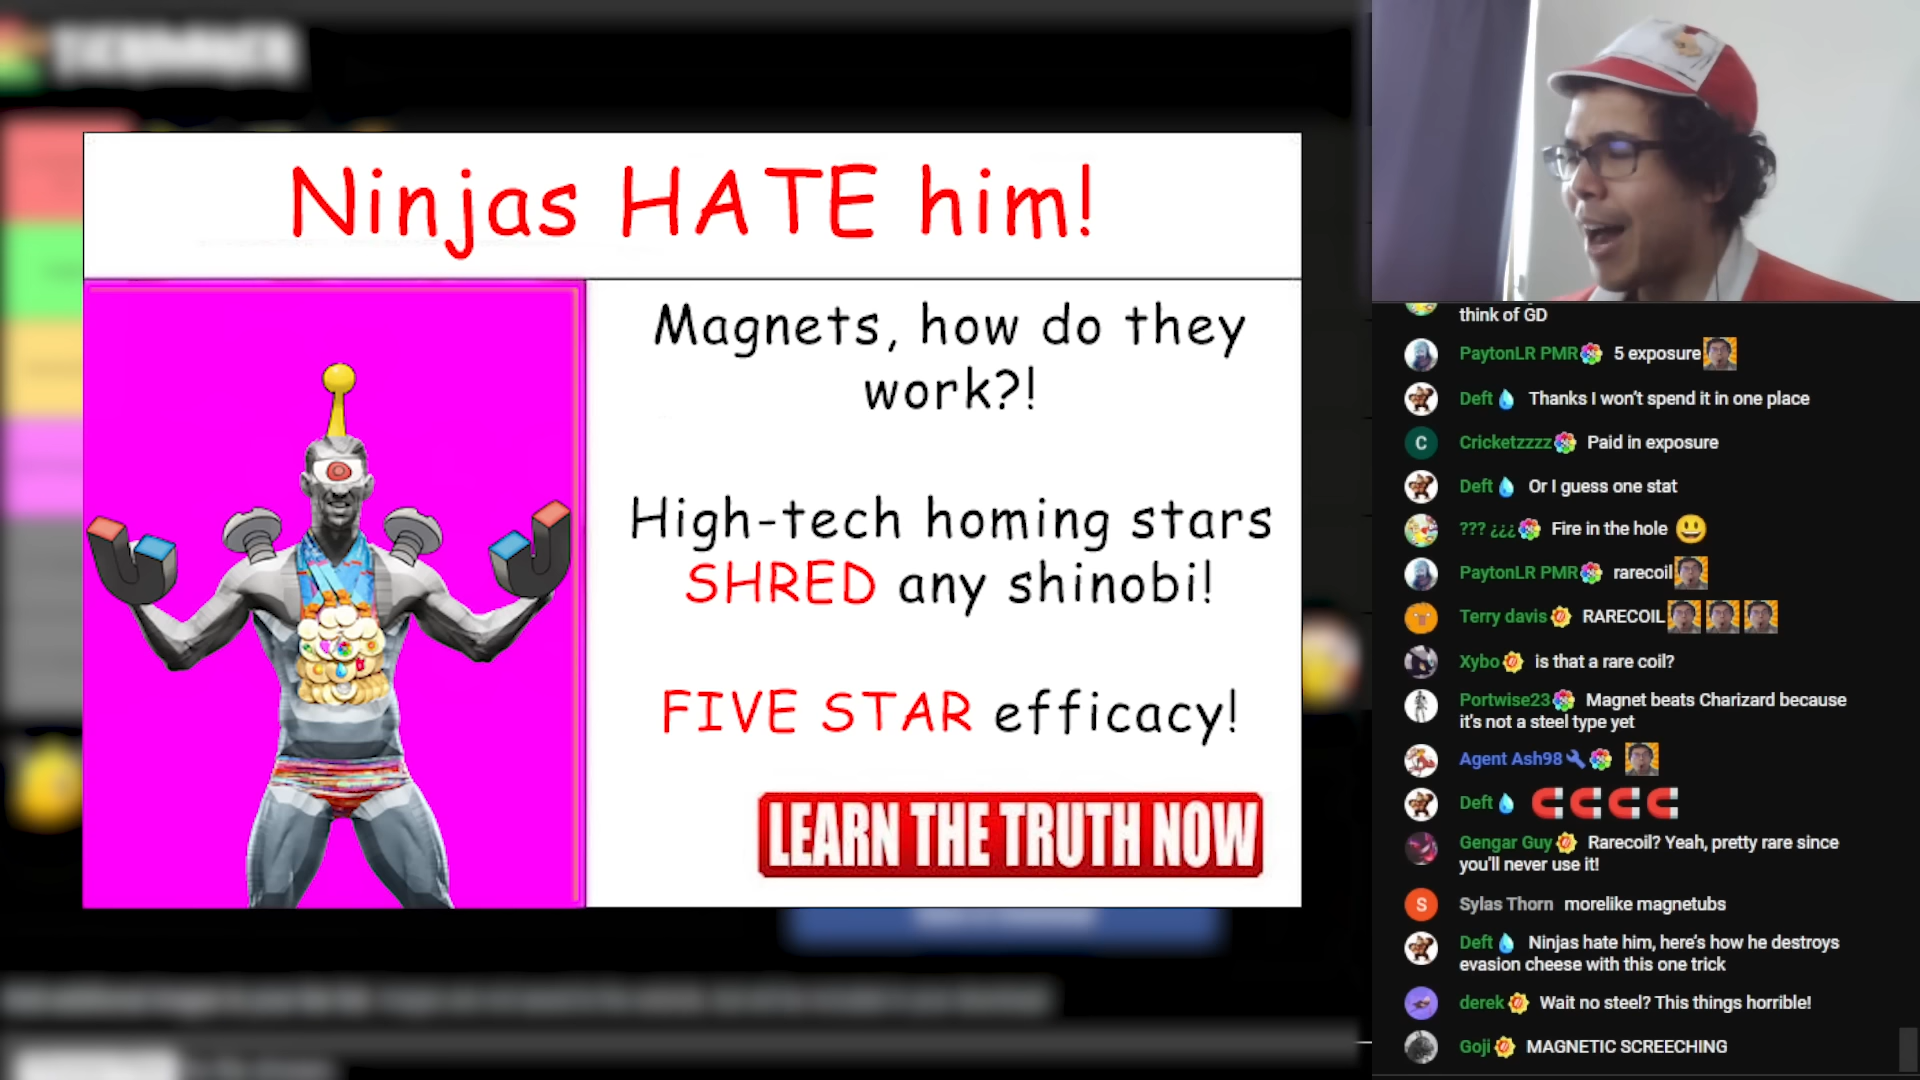 Ninjas HATE him!
Magnets, how do they
work?!
High-tech homing stars
SHRED any shinobi!
FIVE STAR efficacy!
LEARN THE TRUTH NOW
think of GD
PaytonLR PMR 5 exposure
Deft Thanks I won't spend it in one place
C
Cricketzzzz Paid in exposure
Deft Or I guess one stat
??? ¿¿¿ Fire in the hole
PaytonLR PMR rarecoil
Terry davis RARECOIL
Xybo is that a rare coil?
Portwise23 Magnet beats Charizard because
it's not a steel type yet
Agent Ash98
Deft
Gengar Guy Rarecoil? Yeah, pretty rare since
you'll never use it!
S
Sylas Thorn morelike magnetubs
Deft Ninjas hate him, here's how he destroys
evasion cheese with this one trick
derek Wait no steel? This things horrible!
Goji MAGNETIC SCREECHING